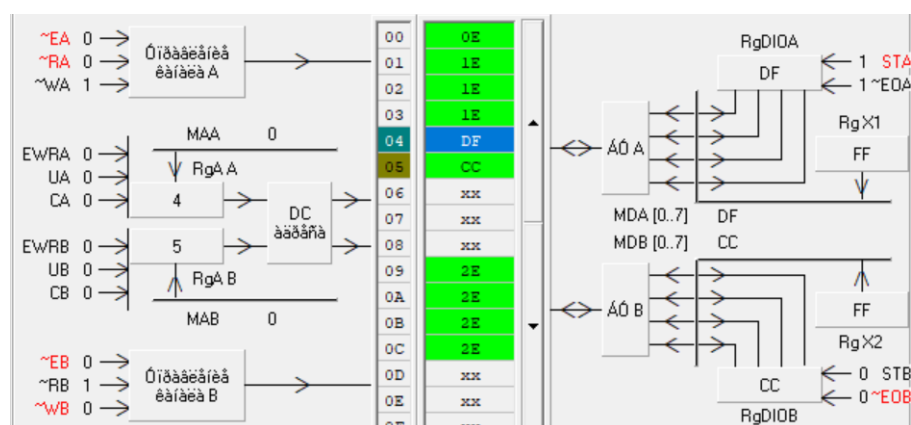 ~EA 0
~RA 0
~WA 1
Óïðàâëåíèå
êàíàëà A
MAA 0
EWRA 0
UA 0
CA 0
RgA A
4
DC
àäðåñà
EWRB 0
UB 0
CB 0
5
RgA B
MAB 0
~EB 0
~RB 1
~WB 0
Óïðàâëåíèå
êàíàëà B
00 0E
01 1E
02 1E
03 1E
04 DF
05 CC
06 xx
07 xx
08 xx
09 2E
0A 2E
0B 2E
0C 2E
0D xx
0E xx
RgDIOA
DF
1 STA
1 ~EOA
ÁÓ A
RgX1
FF
MDA [0..7] DF
MDB [0..7] CC
ÁÓ B
FF
RgX2
CC
0 STB
0 ~EOB
RgDIOB